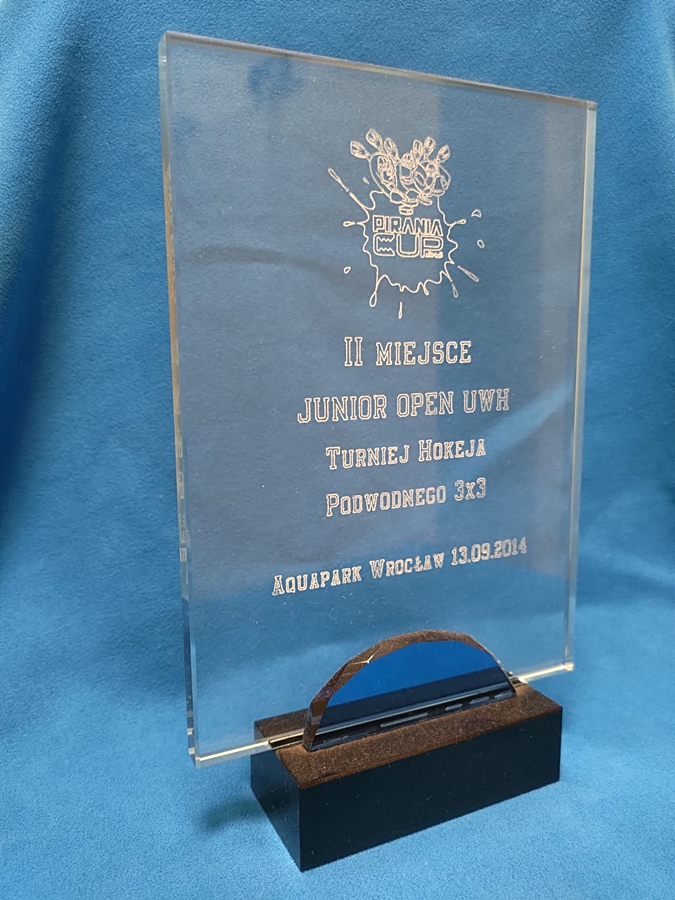 PIRANIA
CUP
II MIEJSCE
JUNIOR OPEN UWH
TURNIEJ HOKEJA
PODWODNEGO 3X3
AQUAPARK WROCŁAW 13.09.2014